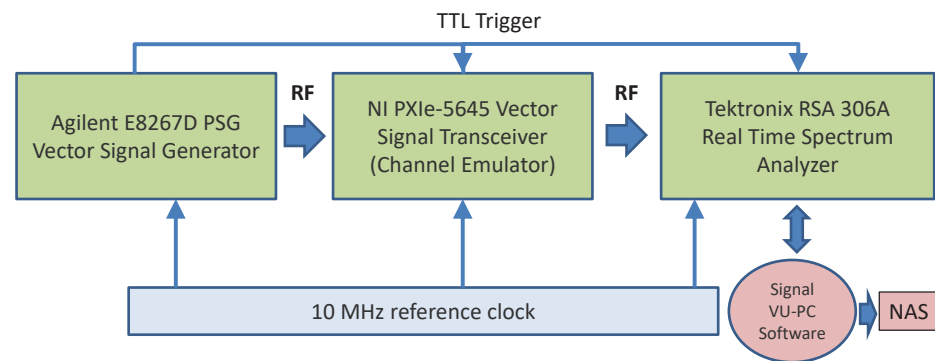 TTL Trigger
Agilent E8267D PSG
Vector Signal Generator
RF
NI PXIe-5645 Vector
Signal Transceiver
(Channel Emulator)
RF
Tektronix RSA 306A
Real Time Spectrum
Analyzer
10 MHz reference clock
Signal
VU-PC
Software
NAS